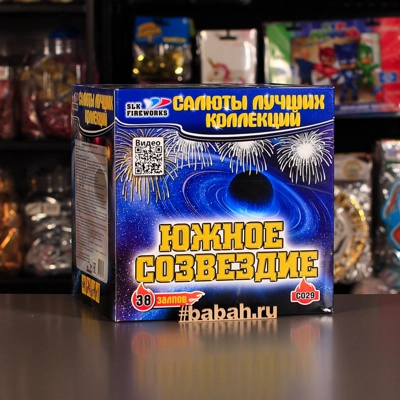 SLK
FIREWORKS
САЛЮТЫ ЛУЧШИХ
КОЛЛЕКЦИЙ
Видео
ЮЖНОЕ
СОЗВЕЗДИЕ
38 ЗАЛПОВ
С029
#babah.ru